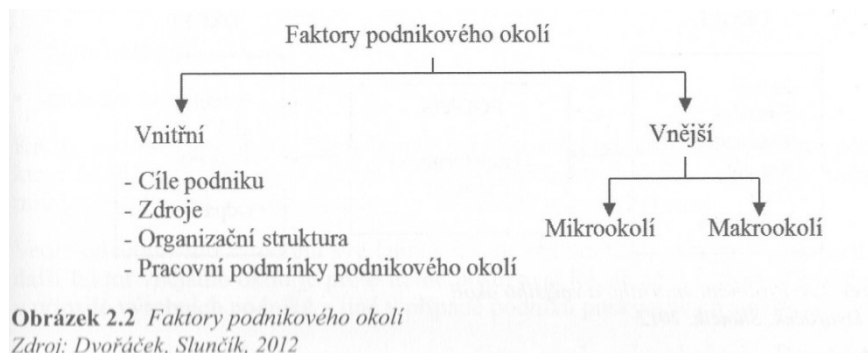 Faktory podnikového okolí
Vnitřní
- Cíle podniku
- Zdroje
- Organizační struktura
- Pracovní podmínky podnikového okolí
Vnější
Mikrookolí Makrookolí
Obrázek 2.2 Faktory podnikového okolí
Zdroj: Dvořáček, Slunčík, 2012